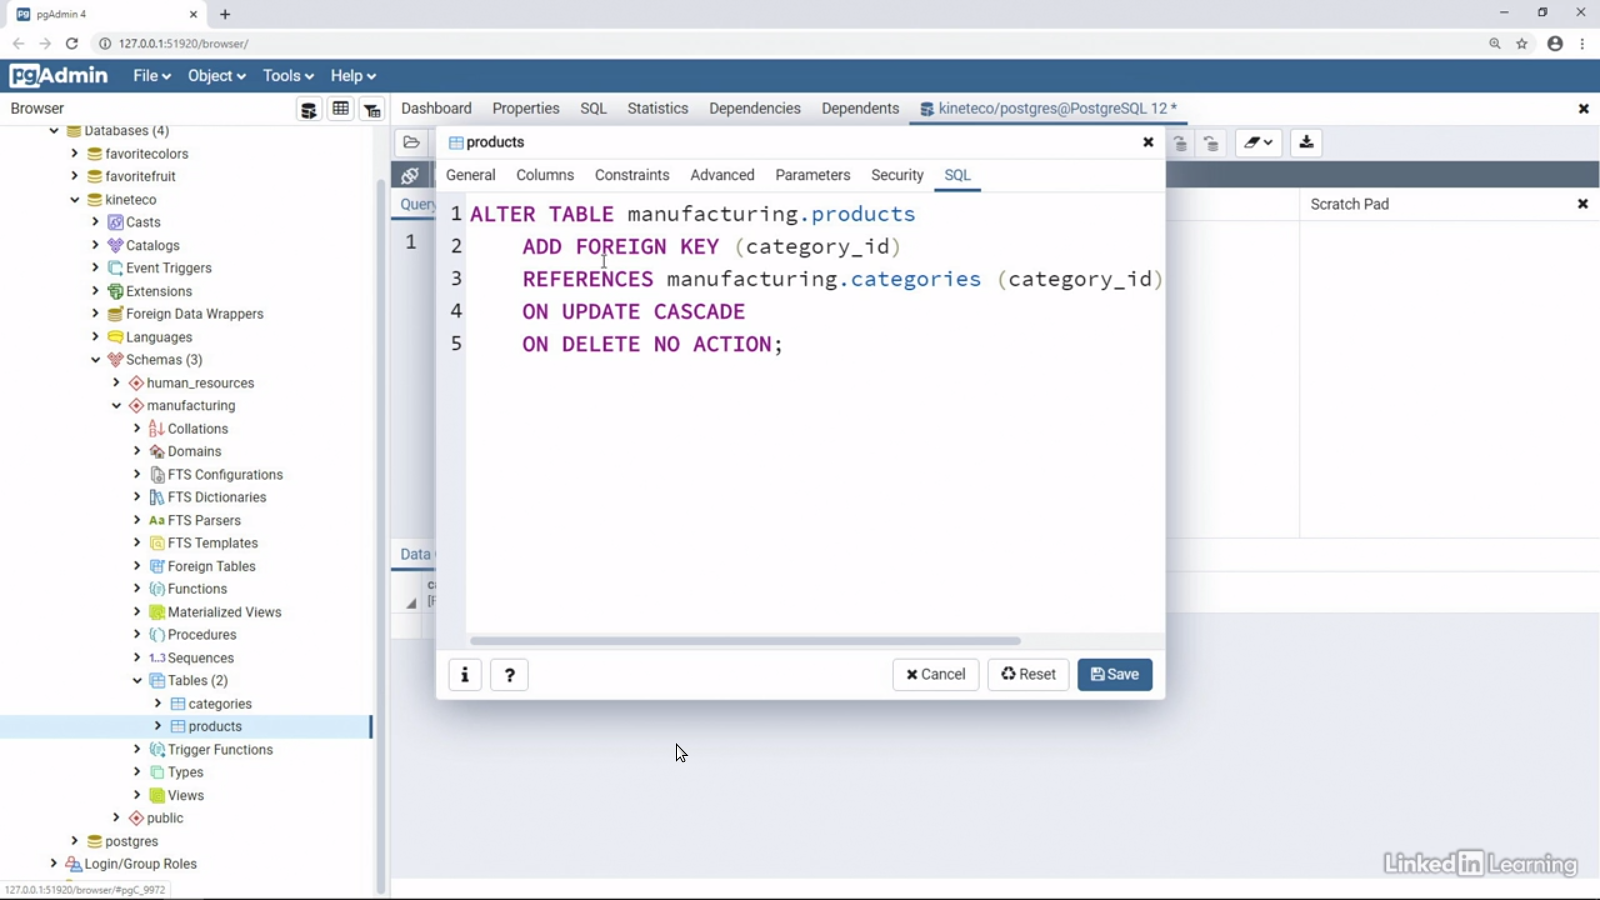 pgAdmin 4
127.0.0.1:51920/browser/
pgAdmin File Object Tools Help
Browser
Dashboard Properties SQL Statistics Dependencies Dependents kineteco/postgres@PostgreSQL 12 *
Databases (4)
favoritecolors
favoritefruit
kineteco
Casts
Catalogs
Event Triggers
Extensions
Foreign Data Wrappers
Languages
Schemas (3)
human_resources
manufacturing
Collations
Domains
FTS Configurations
FTS Dictionaries
FTS Parsers
FTS Templates
Foreign Tables
Functions
Materialized Views
Procedures
1..3 Sequences
Tables (2)
categories
products
Trigger Functions
Types
Views
public
postgres
Login/Group Roles
127.0.0.1:51920/browser/#pgC_9972
Query
1
Data
products
General Columns Constraints Advanced Parameters Security SQL
1 ALTER TABLE manufacturing.products
2 ADD FOREIGN KEY (category_id)
3 REFERENCES manufacturing.categories (category_id)
4 ON UPDATE CASCADE
5 ON DELETE NO ACTION;
i ? Cancel Reset Save
Scratch Pad
Linked in Learning